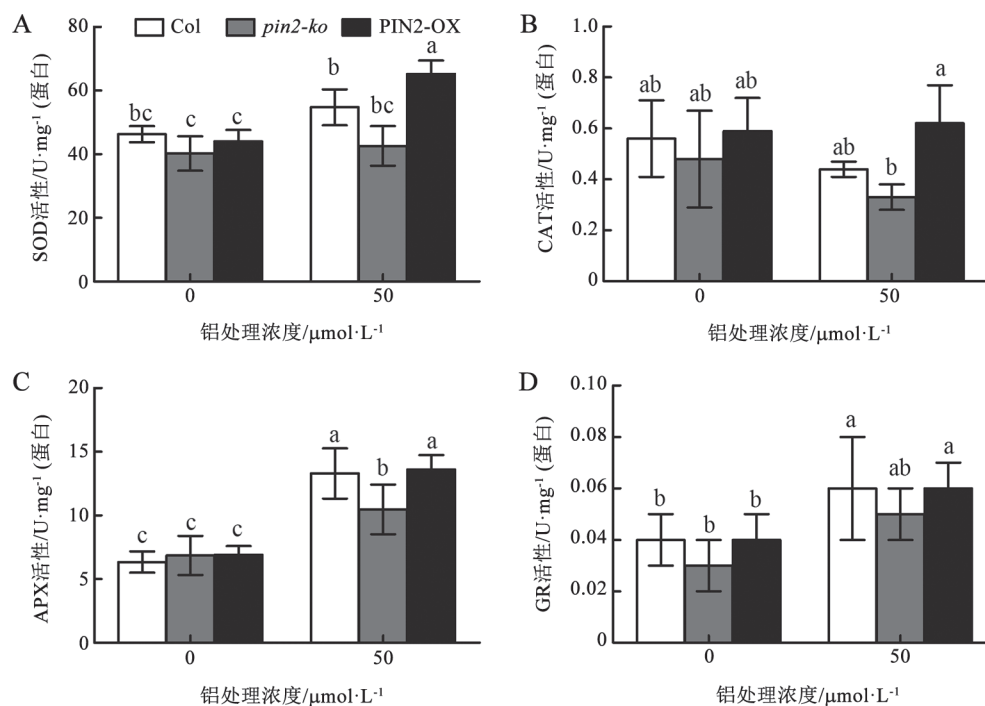 A
Col pin2-ko PIN2-OX
80
60
40
20
0
SOD活性/U·mg⁻¹ (蛋白)
bc c c b bc a
0 50
铝处理浓度/μmol·L⁻¹
B
1.0
0.8
0.6
0.4
0.2
0
CAT活性/U·mg⁻¹ (蛋白)
ab ab ab ab b a
0 50
铝处理浓度/μmol·L⁻¹
C
20
15
10
5
0
APX活性/U·mg⁻¹ (蛋白)
c c c a b a
0 50
铝处理浓度/μmol·L⁻¹
D
0.10
0.08
0.06
0.04
0.02
0
GR活性/U·mg⁻¹ (蛋白)
b b b a ab a
0 50
铝处理浓度/μmol·L⁻¹